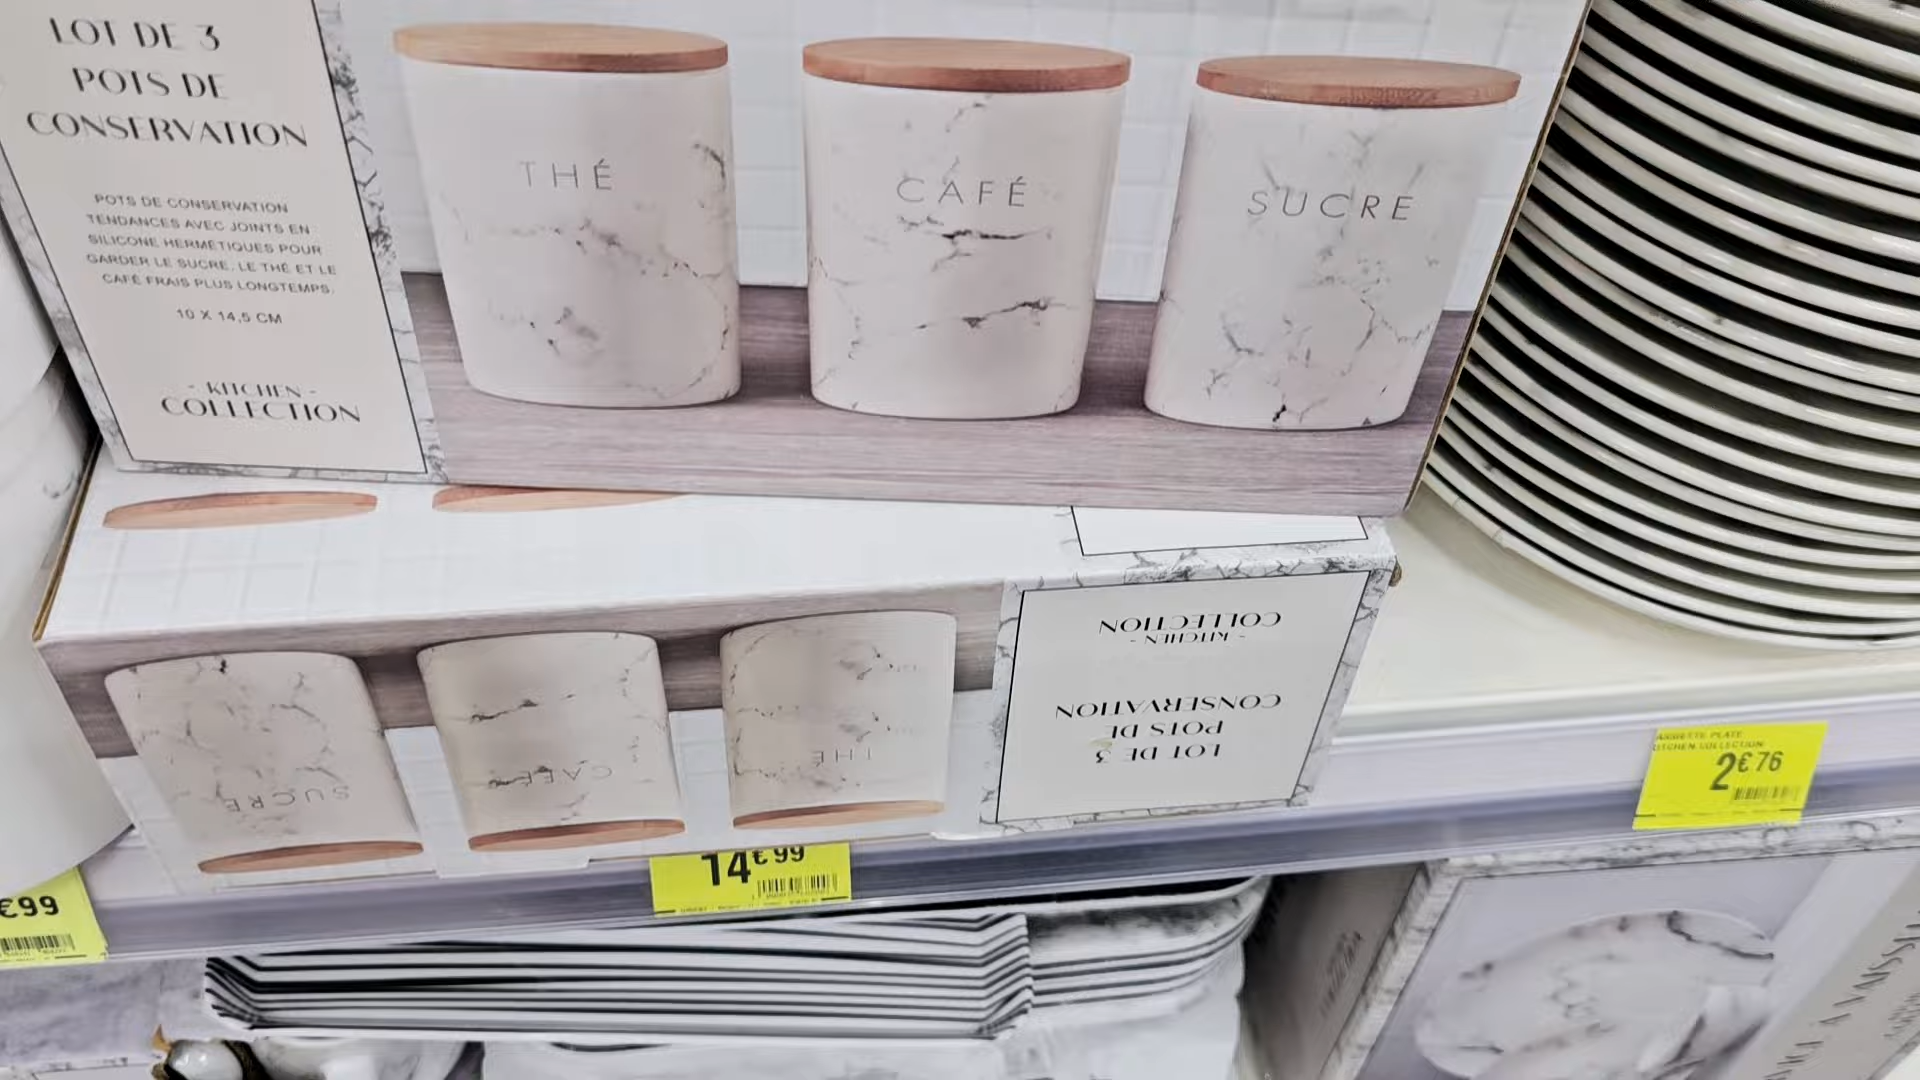 LOT DE 3
POTS DE
CONSERVATION
POTS DE CONSERVATION
TENDANCES AVEC JOINTS EN
SILICONE HERMÉTIQUES POUR
GARDER LE SUCRE, LE THÉ ET LE
CAFÉ FRAIS PLUS LONGTEMPS.
10 X 14,5 CM
- KITCHEN -
COLLECTION
THÉ
CAFÉ
SUCRE
LOT DE 3
POTS DE
CONSERVATION
- KITCHEN -
COLLECTION
THÉ
CAFÉ
SUCRE
ASSIETTE PLATE
KITCHEN COLLECTION
2€76
14€99
€99